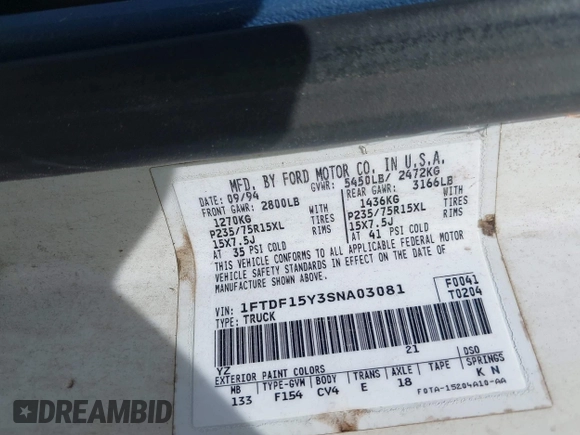 MFD. BY FORD MOTOR CO. IN U.S.A.
DATE: 09/94 GVWR: 5450LB/ 2472KG
FRONT GAWR: 2800LB REAR GAWR: 3166LB
1270KG WITH 1436KG WITH
P235/75R15XL TIRES P235/75R15XL TIRES
15X7.5J RIMS 15X7.5J RIMS
AT 35 PSI COLD AT 41 PSI COLD
THIS VEHICLE CONFORMS TO ALL APPLICABLE FEDERAL MOTOR
VEHICLE SAFETY STANDARDS IN EFFECT ON THE DATE OF
MANUFACTURE SHOWN ABOVE.
VIN: 1FTDF15Y3SNA03081 F0041
TYPE: TRUCK T0204
YZ 21
EXTERIOR PAINT COLORS DSO
WB TYPE-GVM BODY TRANS AXLE TAPE SPRINGS
133 F154 CV4 E 18 K N
F0TA-15204A10-AA
DREAMBID